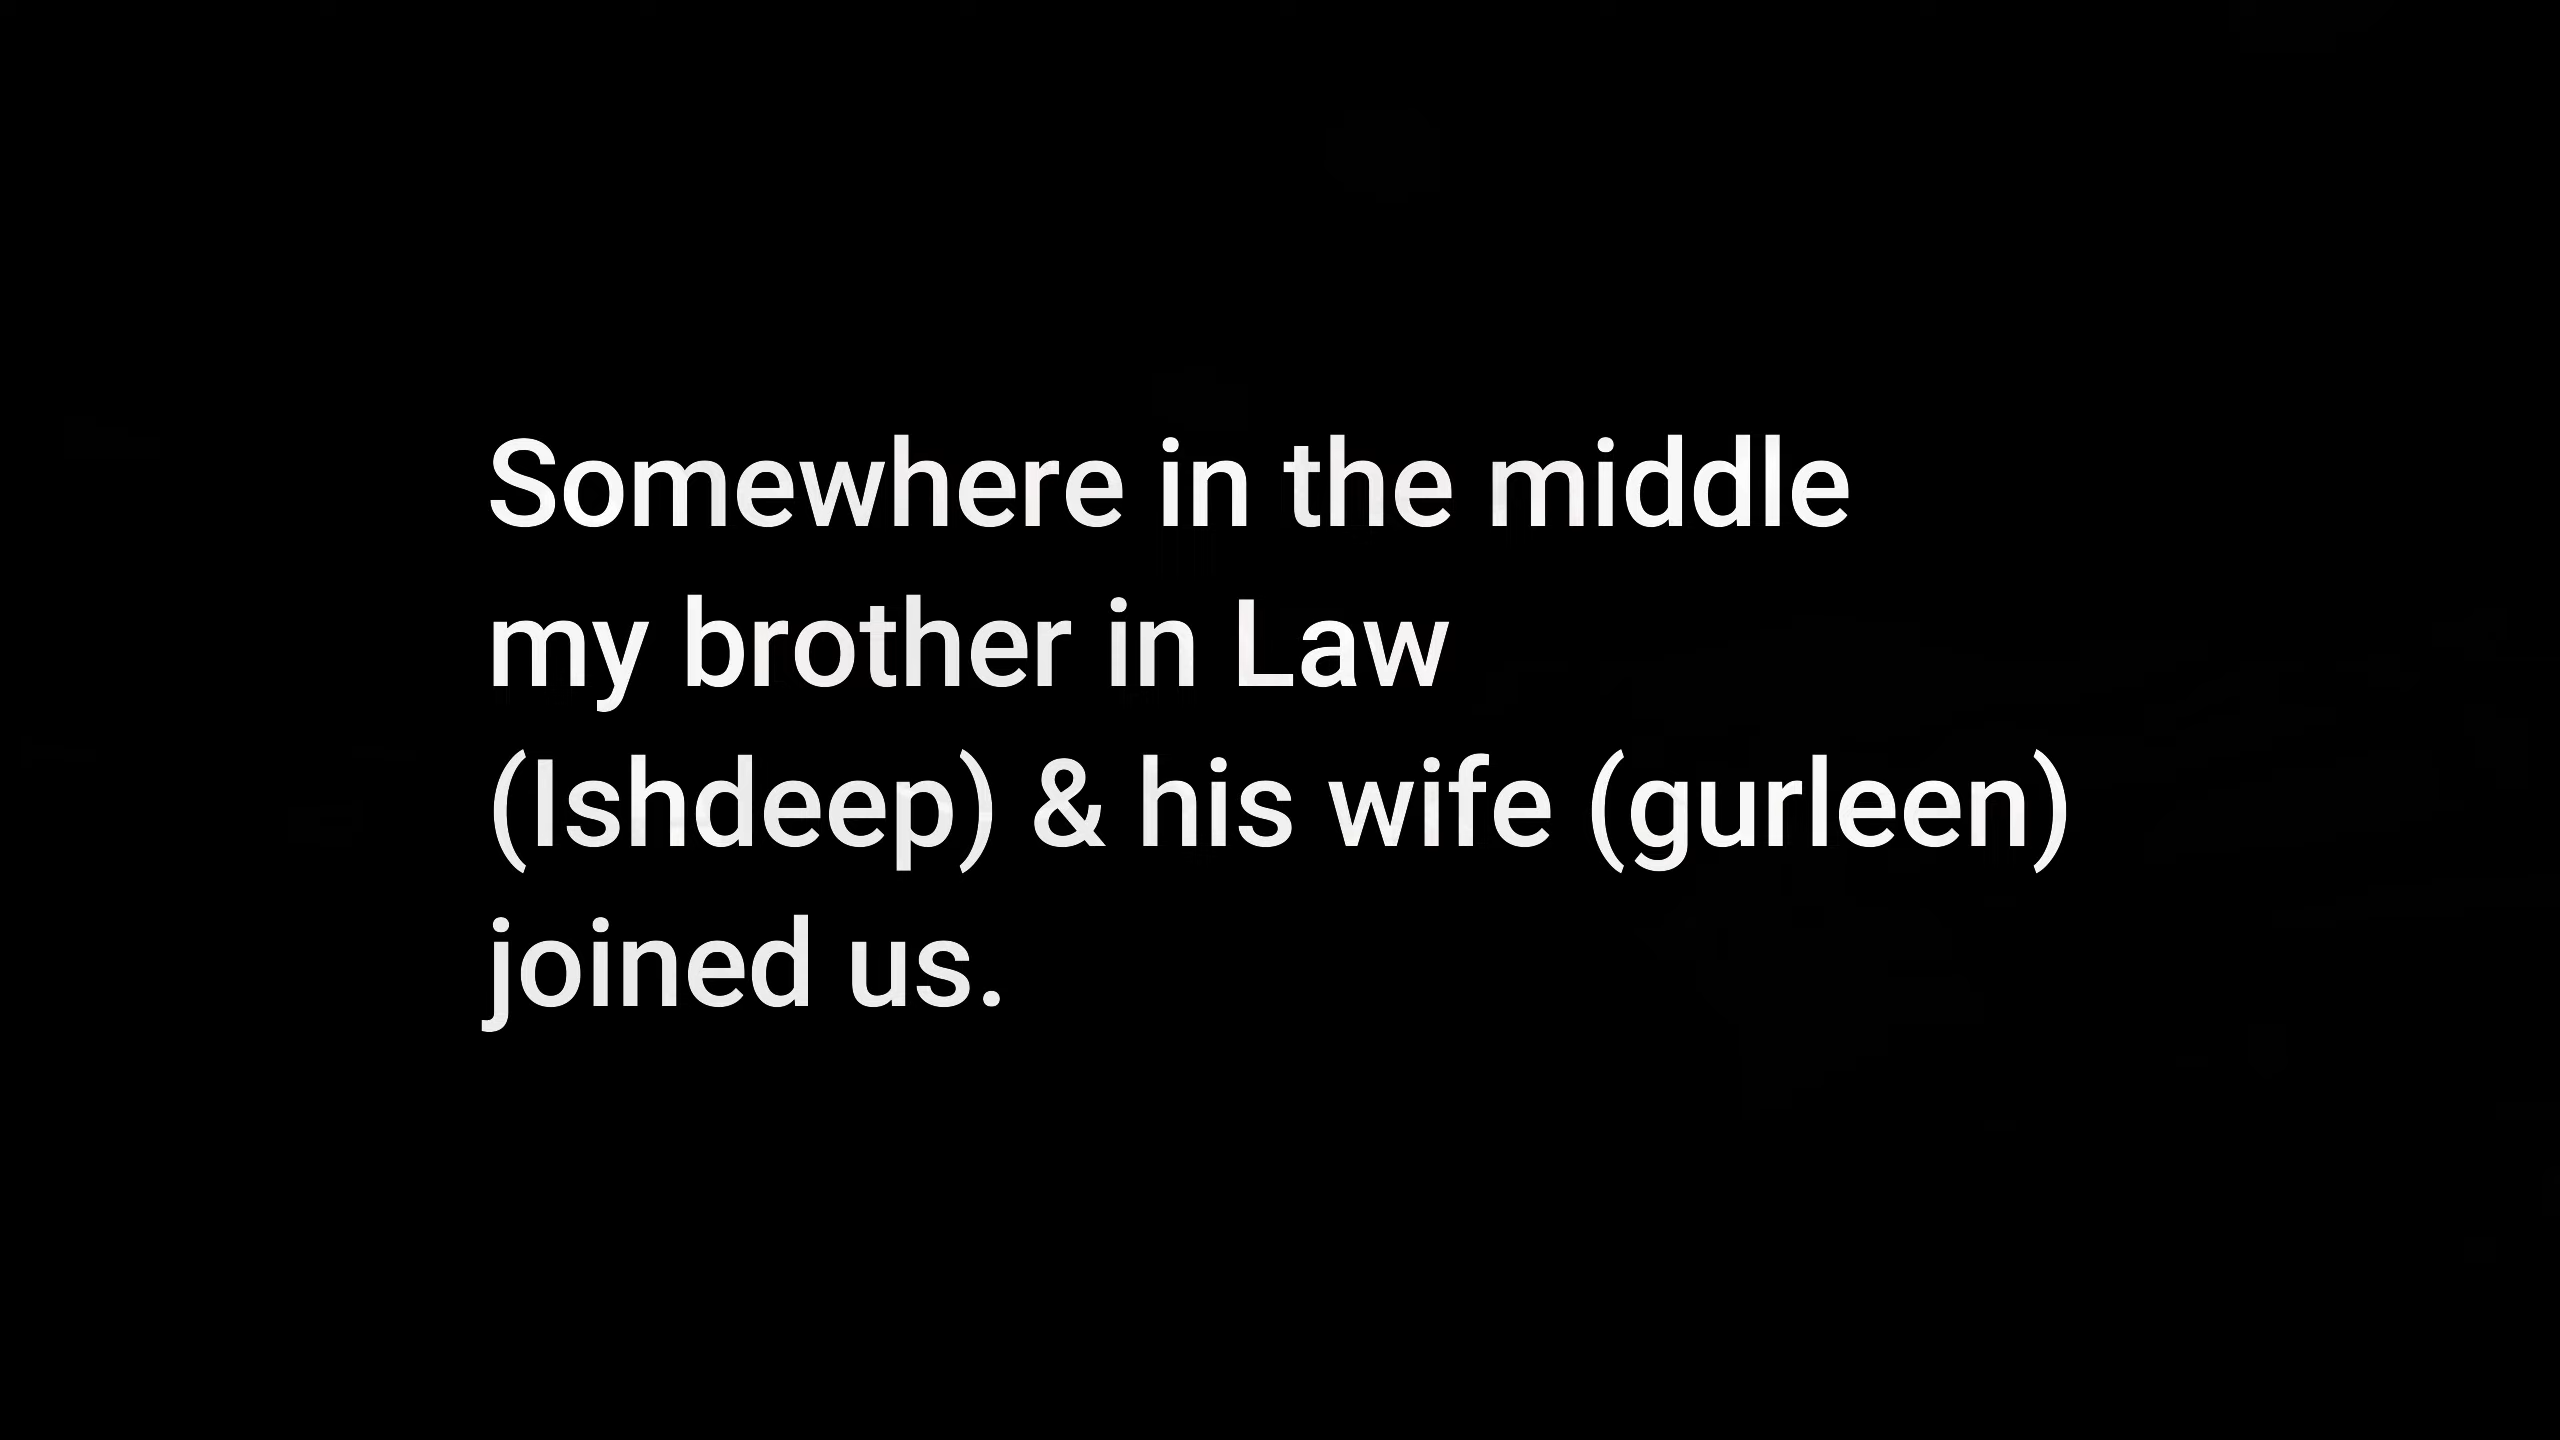 Somewhere in the middle
my brother in Law
(Ishdeep) & his wife (gurleen)
joined us.